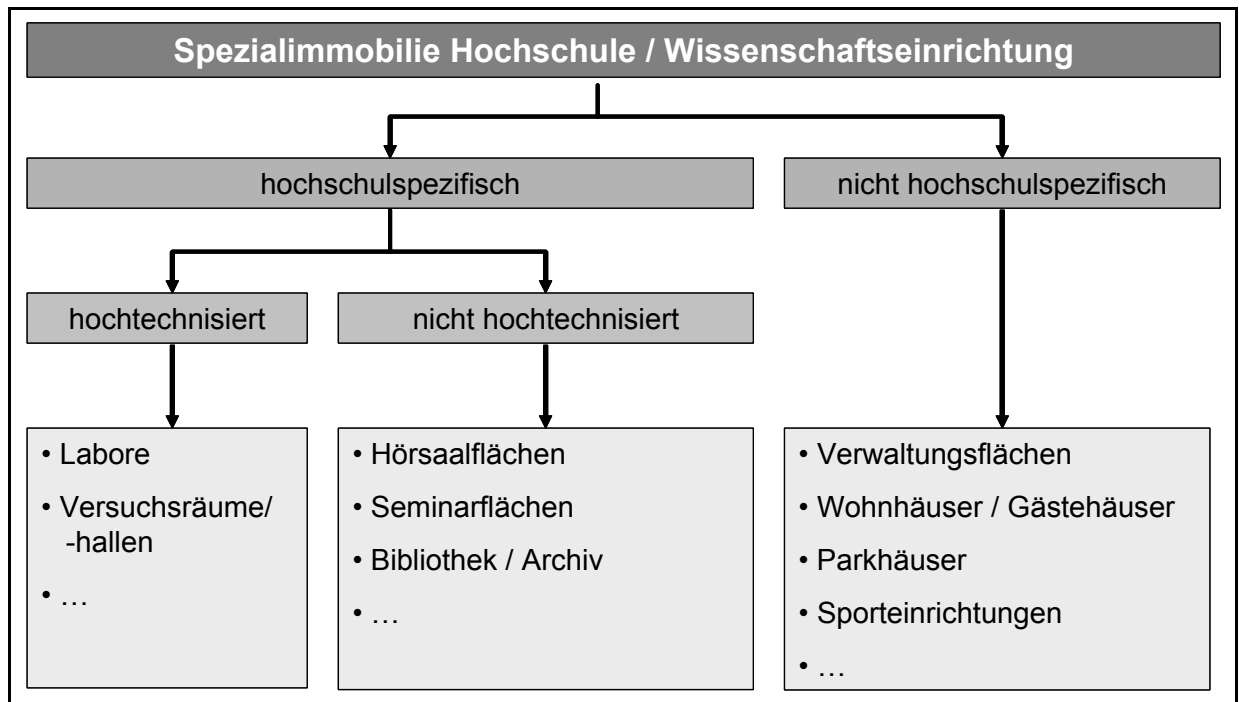 Spezialimmobilie Hochschule / Wissenschaftseinrichtung
hochschulspezifisch
nicht hochschulspezifisch
hochtechnisiert
nicht hochtechnisiert
• Labore
• Versuchsräume/
-hallen
• …
• Hörsaalflächen
• Seminarflächen
• Bibliothek / Archiv
• …
• Verwaltungsflächen
• Wohnhäuser / Gästehäuser
• Parkhäuser
• Sporteinrichtungen
• …